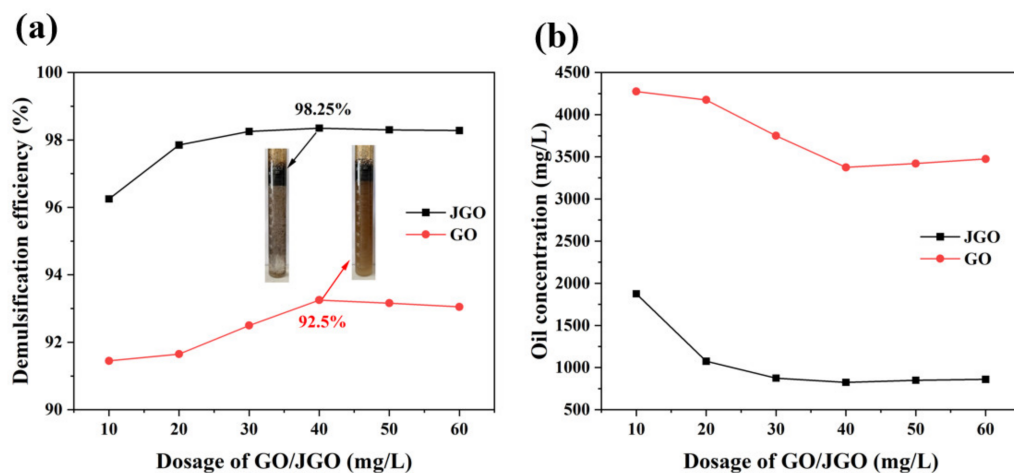 (a)
Demulsification efficiency (%)
100
98
96
94
92
90
98.25%
JGO
GO
92.5%
10 20 30 40 50 60
Dosage of GO/JGO (mg/L)
(b)
Oil concentration (mg/L)
4500
4000
3500
3000
2500
2000
1500
1000
500
JGO
GO
10 20 30 40 50 60
Dosage of GO/JGO (mg/L)